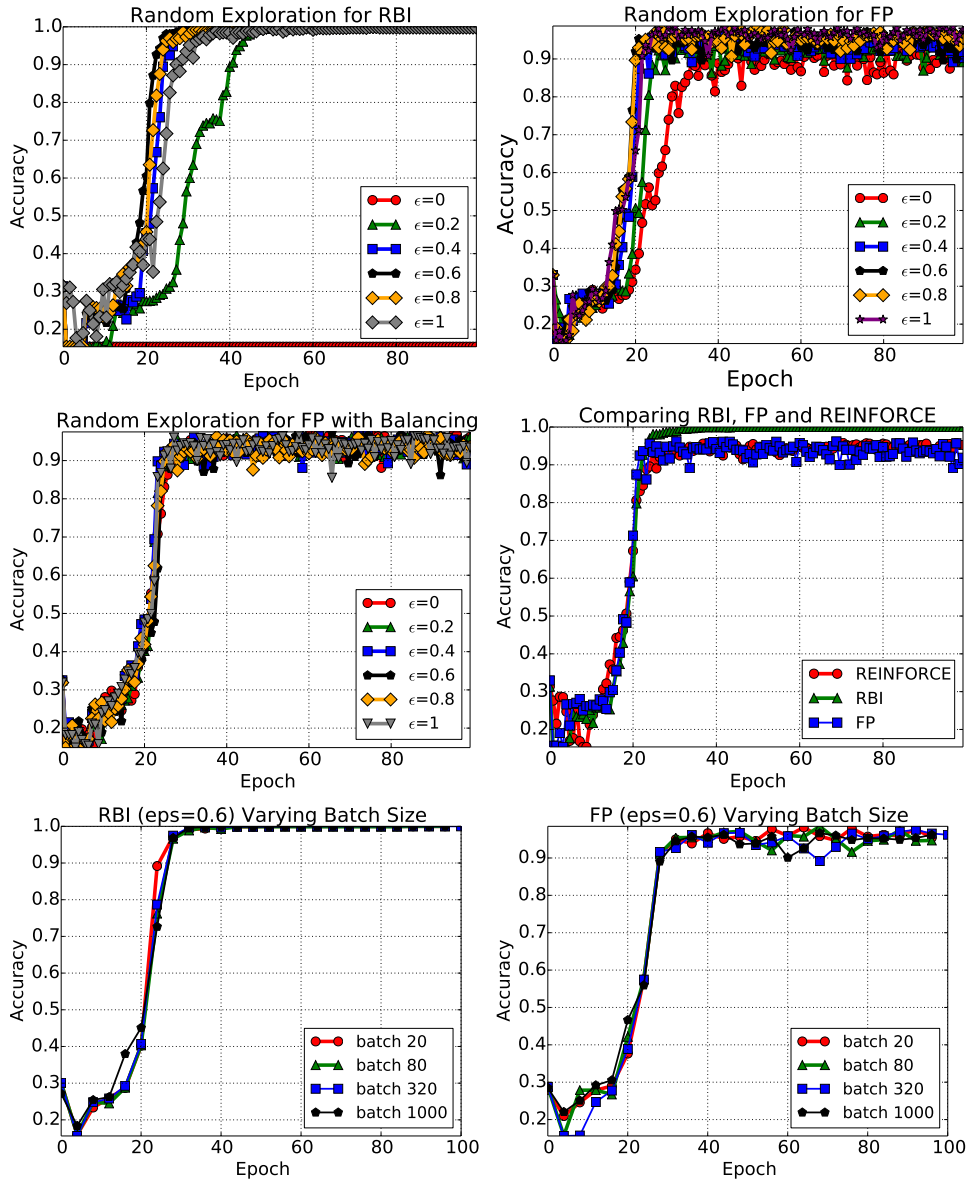 Random Exploration for RBI
Accuracy
1.0
0.9
0.8
0.7
0.6
0.5
0.4
0.3
0.2
0 20 40 60 80
Epoch
ϵ=0
ϵ=0.2
ϵ=0.4
ϵ=0.6
ϵ=0.8
ϵ=1
Random Exploration for FP
Accuracy
0.9
0.8
0.7
0.6
0.5
0.4
0.3
0.2
0 20 40 60 80
Epoch
ϵ=0
ϵ=0.2
ϵ=0.4
ϵ=0.6
ϵ=0.8
ϵ=1
Random Exploration for FP with Balancing
Accuracy
0.9
0.8
0.7
0.6
0.5
0.4
0.3
0.2
0 20 40 60 80
Epoch
ϵ=0
ϵ=0.2
ϵ=0.4
ϵ=0.6
ϵ=0.8
ϵ=1
Comparing RBI, FP and REINFORCE
Accuracy
1.0
0.9
0.8
0.7
0.6
0.5
0.4
0.3
0.2
0 20 40 60 80
Epoch
REINFORCE
RBI
FP
RBI (eps=0.6) Varying Batch Size
Accuracy
1.0
0.9
0.8
0.7
0.6
0.5
0.4
0.3
0.2
0 20 40 60 80 100
Epoch
batch 20
batch 80
batch 320
batch 1000
FP (eps=0.6) Varying Batch Size
Accuracy
0.9
0.8
0.7
0.6
0.5
0.4
0.3
0.2
0 20 40 60 80 100
Epoch
batch 20
batch 80
batch 320
batch 1000